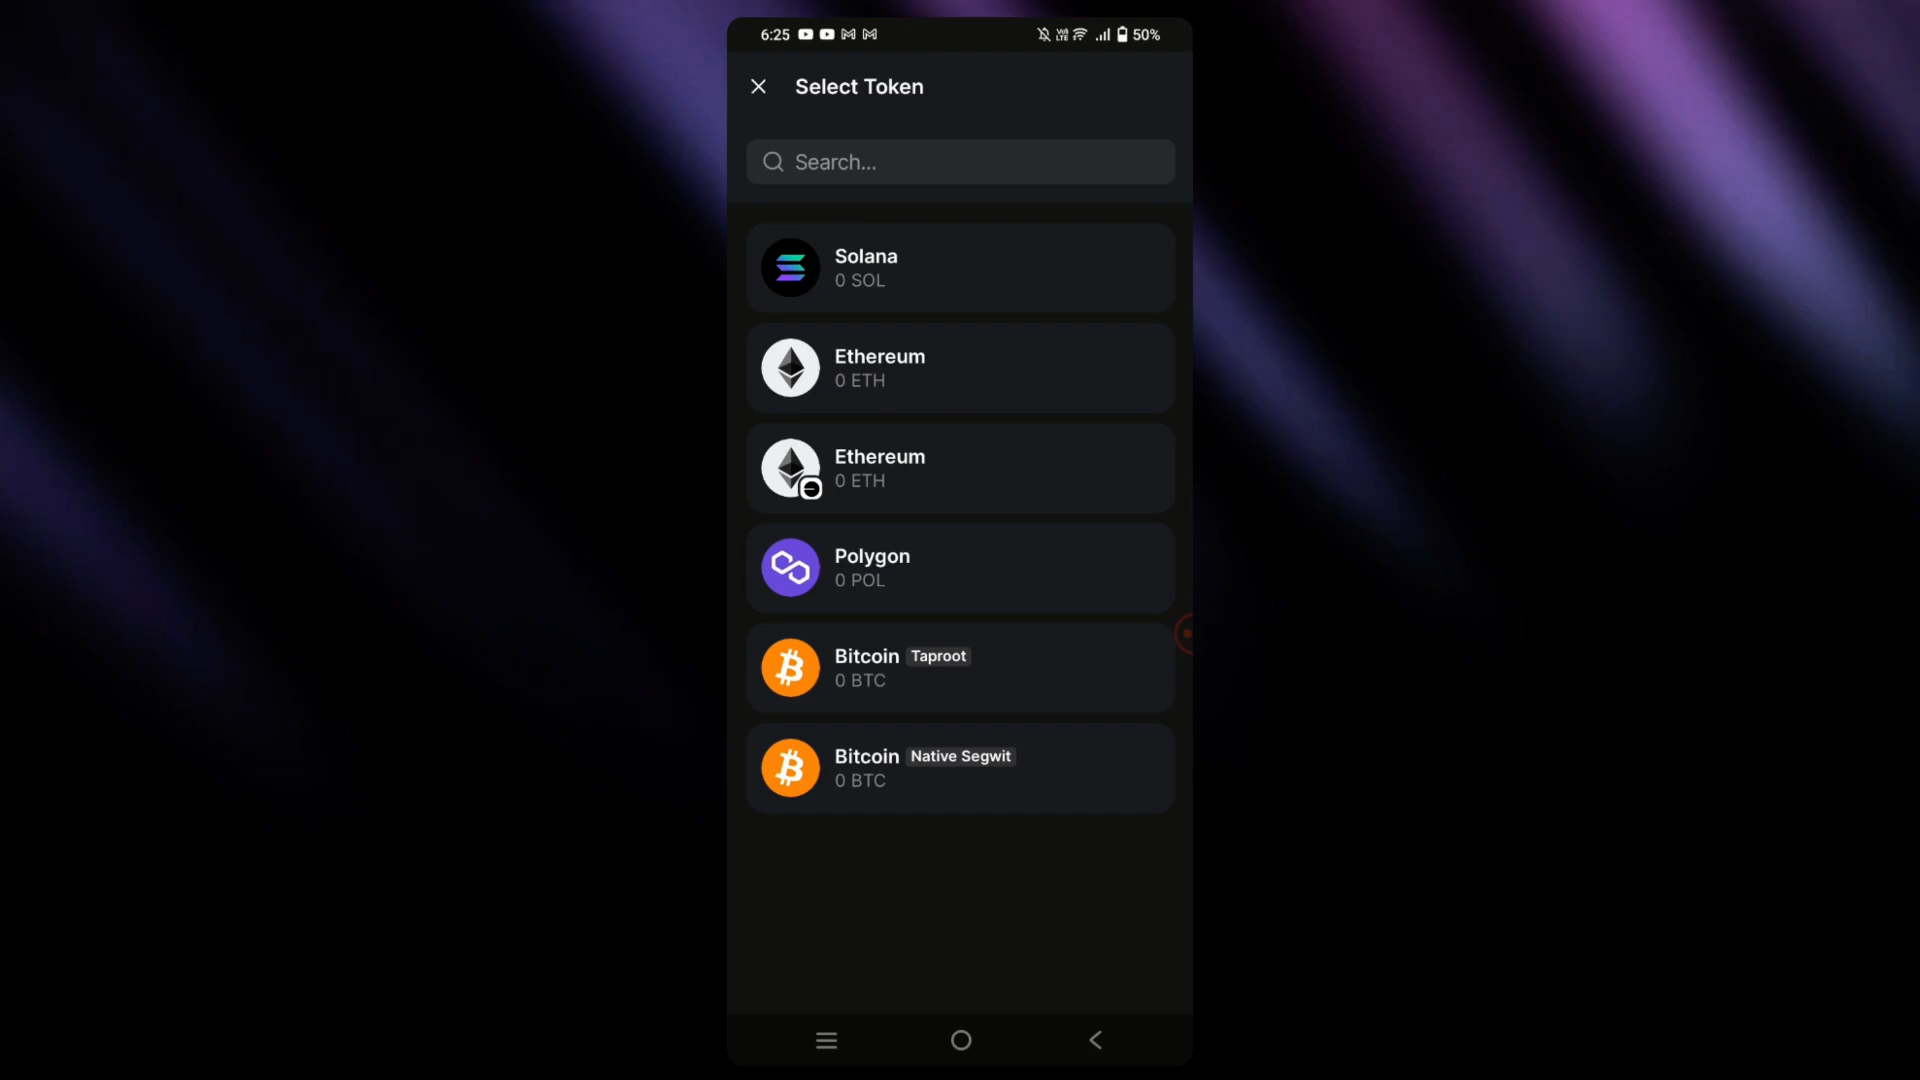 6:25 50%
Select Token
Search...
Solana
0 SOL
Ethereum
0 ETH
Ethereum
0 ETH
Polygon
0 POL
Bitcoin Taproot
0 BTC
Bitcoin Native Segwit
0 BTC